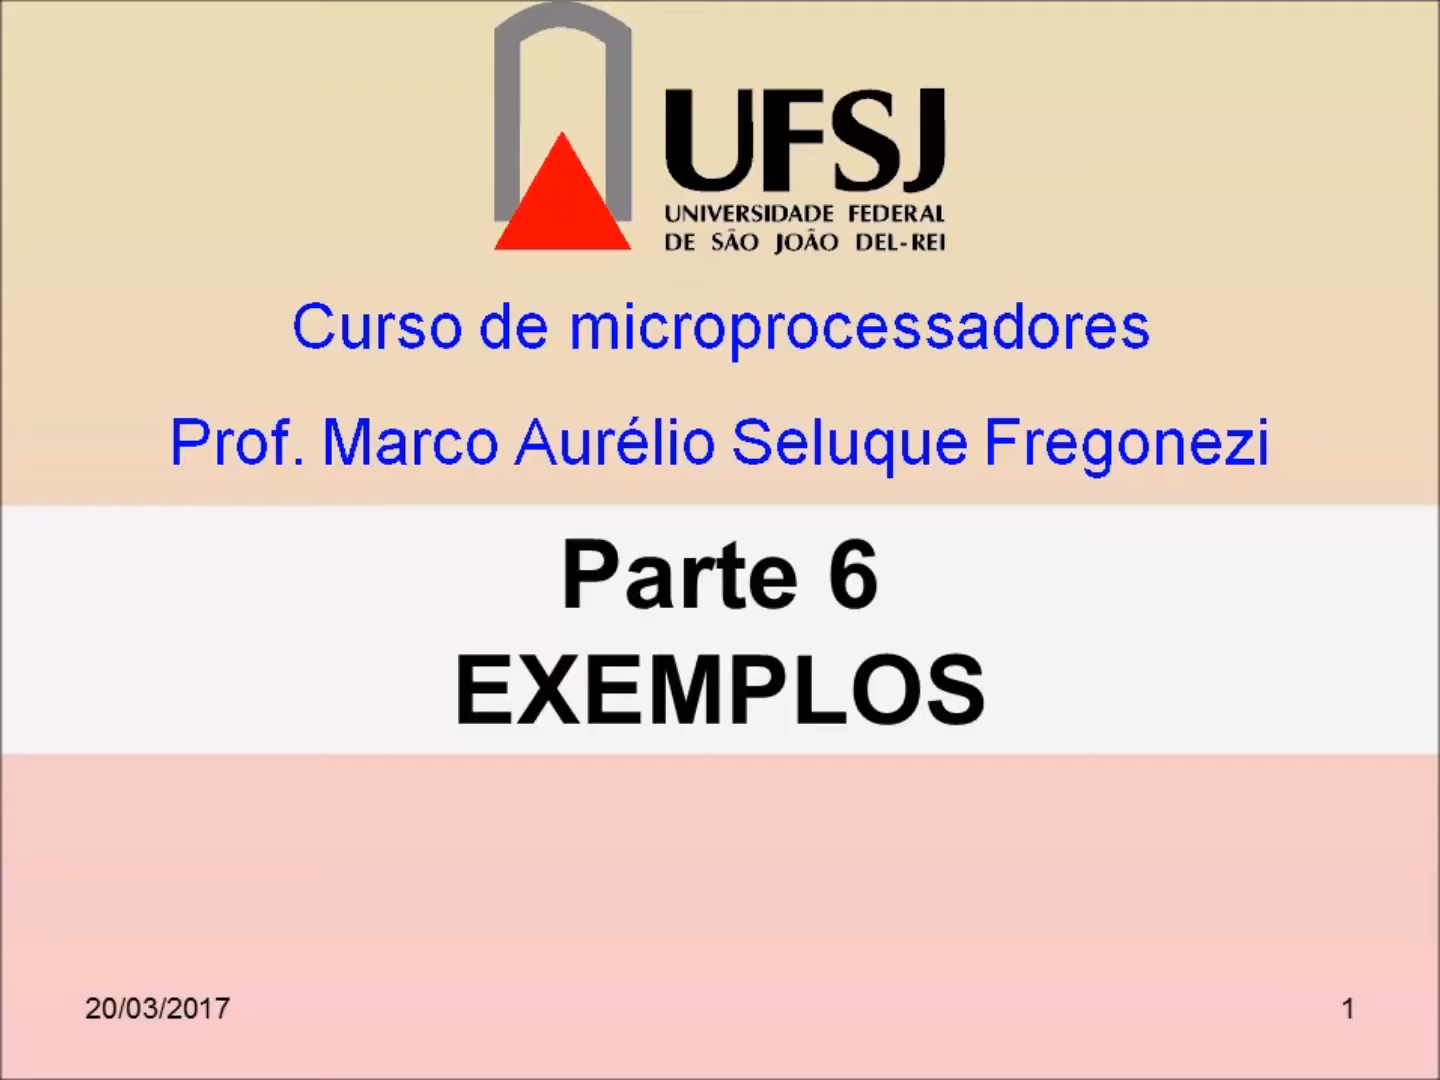 UFSJ
UNIVERSIDADE FEDERAL
DE SÃO JOÃO DEL-REI
Curso de microprocessadores
Prof. Marco Aurélio Seluque Fregonezi
Parte 6
EXEMPLOS
20/03/2017
1